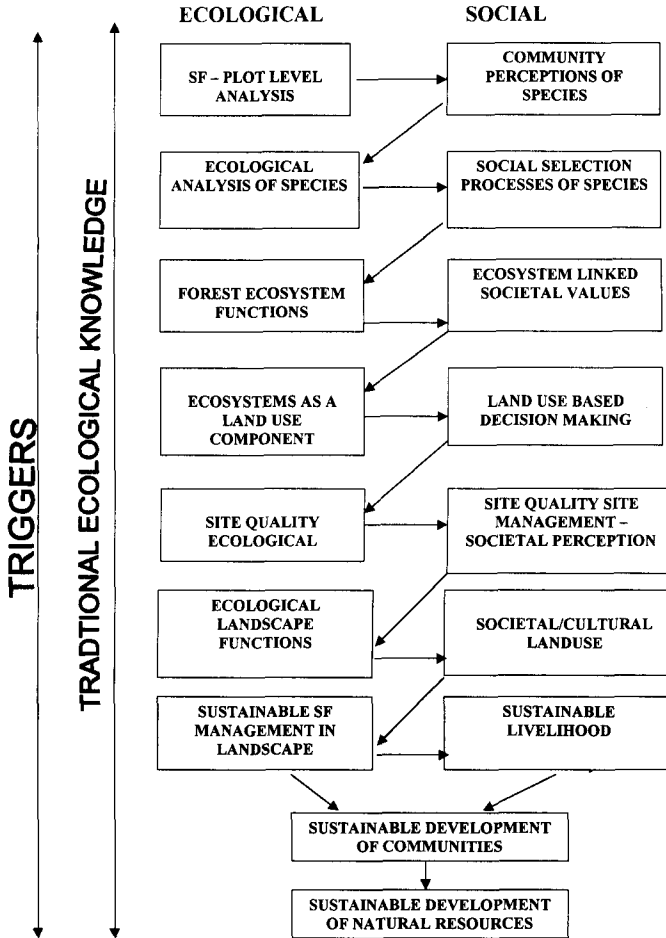 ECOLOGICAL
SOCIAL
SF – PLOT LEVEL
ANALYSIS
COMMUNITY
PERCEPTIONS OF
SPECIES
ECOLOGICAL
ANALYSIS OF SPECIES
SOCIAL SELECTION
PROCESSES OF SPECIES
FOREST ECOSYSTEM
FUNCTIONS
ECOSYSTEM LINKED
SOCIETAL VALUES
ECOSYSTEMS AS A
LAND USE
COMPONENT
LAND USE BASED
DECISION MAKING
SITE QUALITY
ECOLOGICAL
SITE QUALITY SITE
MANAGEMENT –
SOCIETAL PERCEPTION
ECOLOGICAL
LANDSCAPE
FUNCTIONS
SOCIETAL/CULTURAL
LANDUSE
SUSTAINABLE SF
MANAGEMENT IN
LANDSCAPE
SUSTAINABLE
LIVELIHOOD
SUSTAINABLE DEVELOPMENT
OF COMMUNITIES
SUSTAINABLE DEVELOPMENT
OF NATURAL RESOURCES
TRIGGERS
TRADTIONAL ECOLOGICAL KNOWLEDGE